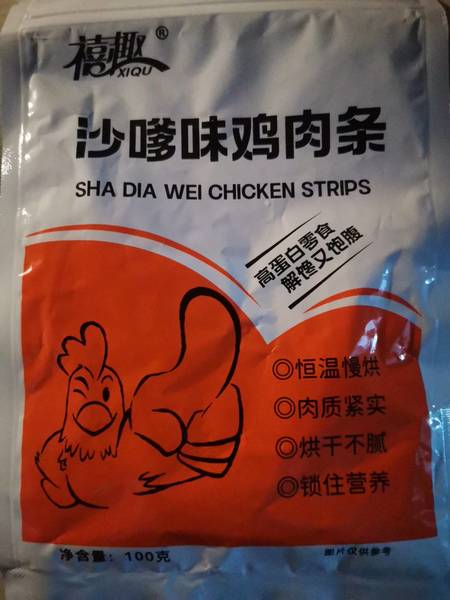 禧趣®
XIQU
沙嗲味鸡肉条
SHA DIA WEI CHICKEN STRIPS
高蛋白零食
解馋又饱腹
◎恒温慢烘
◎肉质紧实
◎烘干不腻
◎锁住营养
净含量：100克
图片仅供参考